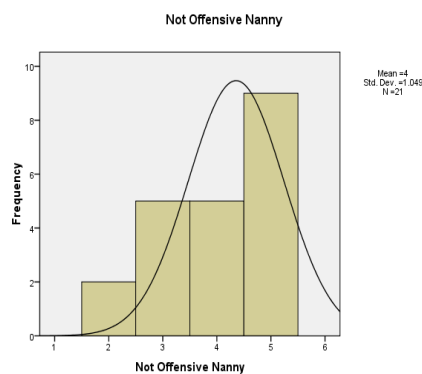 Not Offensive Nanny
Mean =4
Std. Dev. =1.049
N =21
10
8
6
4
2
0
Frequency
1 2 3 4 5 6
Not Offensive Nanny